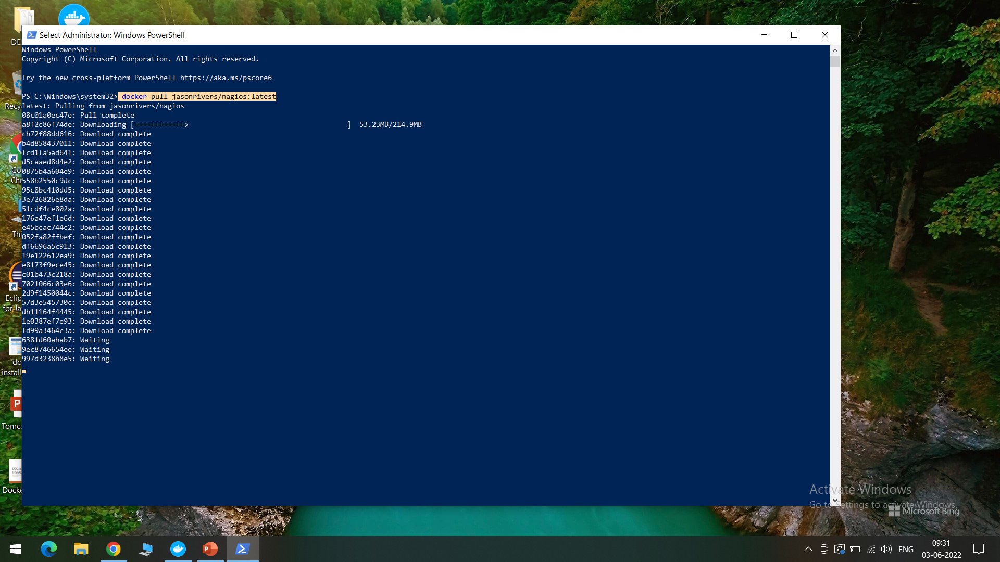 DE
Select Administrator: Windows PowerShell
Windows PowerShell
Copyright (C) Microsoft Corporation. All rights reserved.
Try the new cross-platform PowerShell https://aka.ms/pscore6
PS C:\Windows\system32> docker pull jasonrivers/nagios:latest
latest: Pulling from jasonrivers/nagios
08c01a0ec47e: Pull complete
a8f2c86f74de: Downloading [============> ] 53.23MB/214.9MB
cb72f88dd616: Download complete
b4d858437011: Download complete
fcd1fa5ad641: Download complete
d5caaed8d4e2: Download complete
0875b4a604e9: Download complete
558b2550c9dc: Download complete
95c8bc410dd5: Download complete
3e726826e8da: Download complete
51cdf4ce802a: Download complete
176a47ef1e6d: Download complete
e45bcac744c2: Download complete
052fa82ffbef: Download complete
df6696a5c913: Download complete
19e122612ea9: Download complete
e8173f9ece45: Download complete
c01b473c218a: Download complete
7021066c03e6: Download complete
2d9f1450044c: Download complete
57d3e545730c: Download complete
db11164f4445: Download complete
1e0387ef7e93: Download complete
fd99a3464c3a: Download complete
6381d60abab7: Waiting
9ec8746654ee: Waiting
997d3238b8e5: Waiting
Recy
Go
Chr
Thi
Eclip
for Ja
do
install
Tomca
Docke
Activate Windows
Go to Settings to activate Windows.
Microsoft Bing
ENG
09:31
03-06-2022